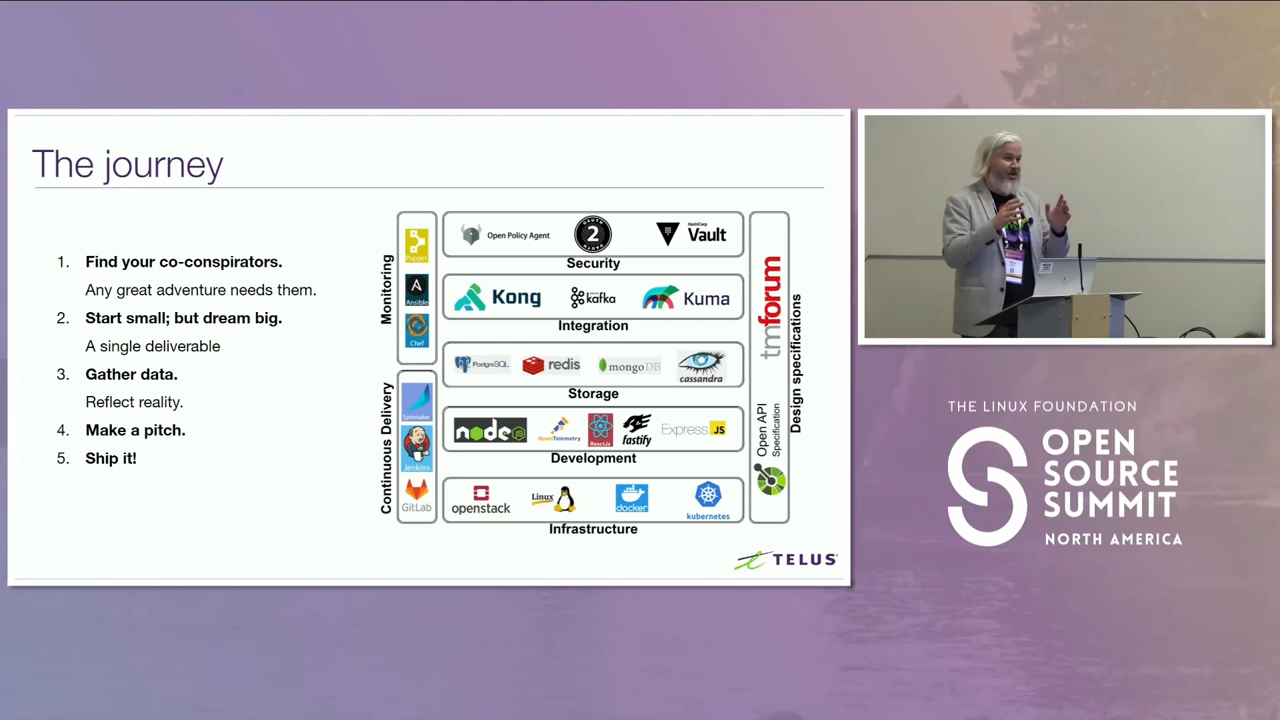 The journey
1. Find your co-conspirators.
Any great adventure needs them.
2. Start small; but dream big.
A single deliverable
3. Gather data.
Reflect reality.
4. Make a pitch.
5. Ship it!
Monitoring
Puppet
Ansible
Chef
Continuous Delivery
Spinnaker
Jenkins
GitLab
Open Policy Agent
2
HashiCorp
Vault
Security
Kong
kafka
Kuma
Integration
PostgreSQL
redis
mongoDB
cassandra
Storage
node
JS
OpenTelemetry
ReactJs
fastify
Express JS
Development
openstack
Linux
docker
kubernetes
Infrastructure
tmforum
Open API
Specification
Design specifications
TELUS
THE LINUX FOUNDATION
OPEN
SOURCE
SUMMIT
NORTH AMERICA